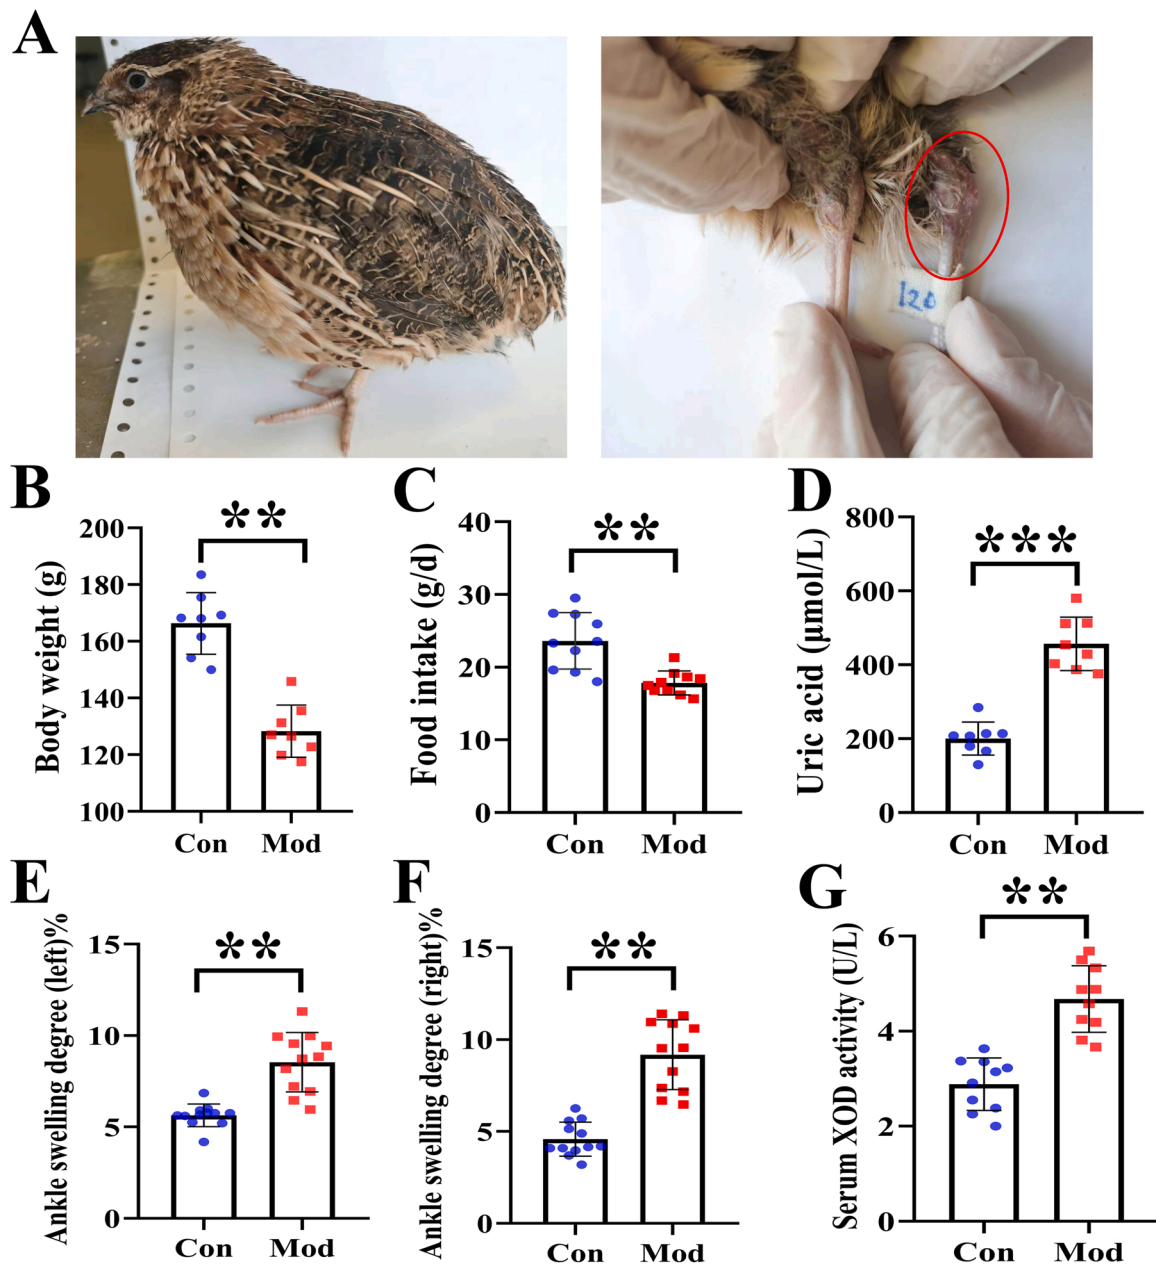 A
120
B
**
Body weight (g)
200
180
160
140
120
100
Con Mod
C
**
Food intake (g/d)
40
30
20
10
0
Con Mod
D
***
Uric acid (μmol/L)
800
600
400
200
0
Con Mod
E
**
Ankle swelling degree (left)%
15
10
5
0
Con Mod
F
**
Ankle swelling degree (right)%
15
10
5
0
Con Mod
G
**
Serum XOD activity (U/L)
6
4
2
0
Con Mod